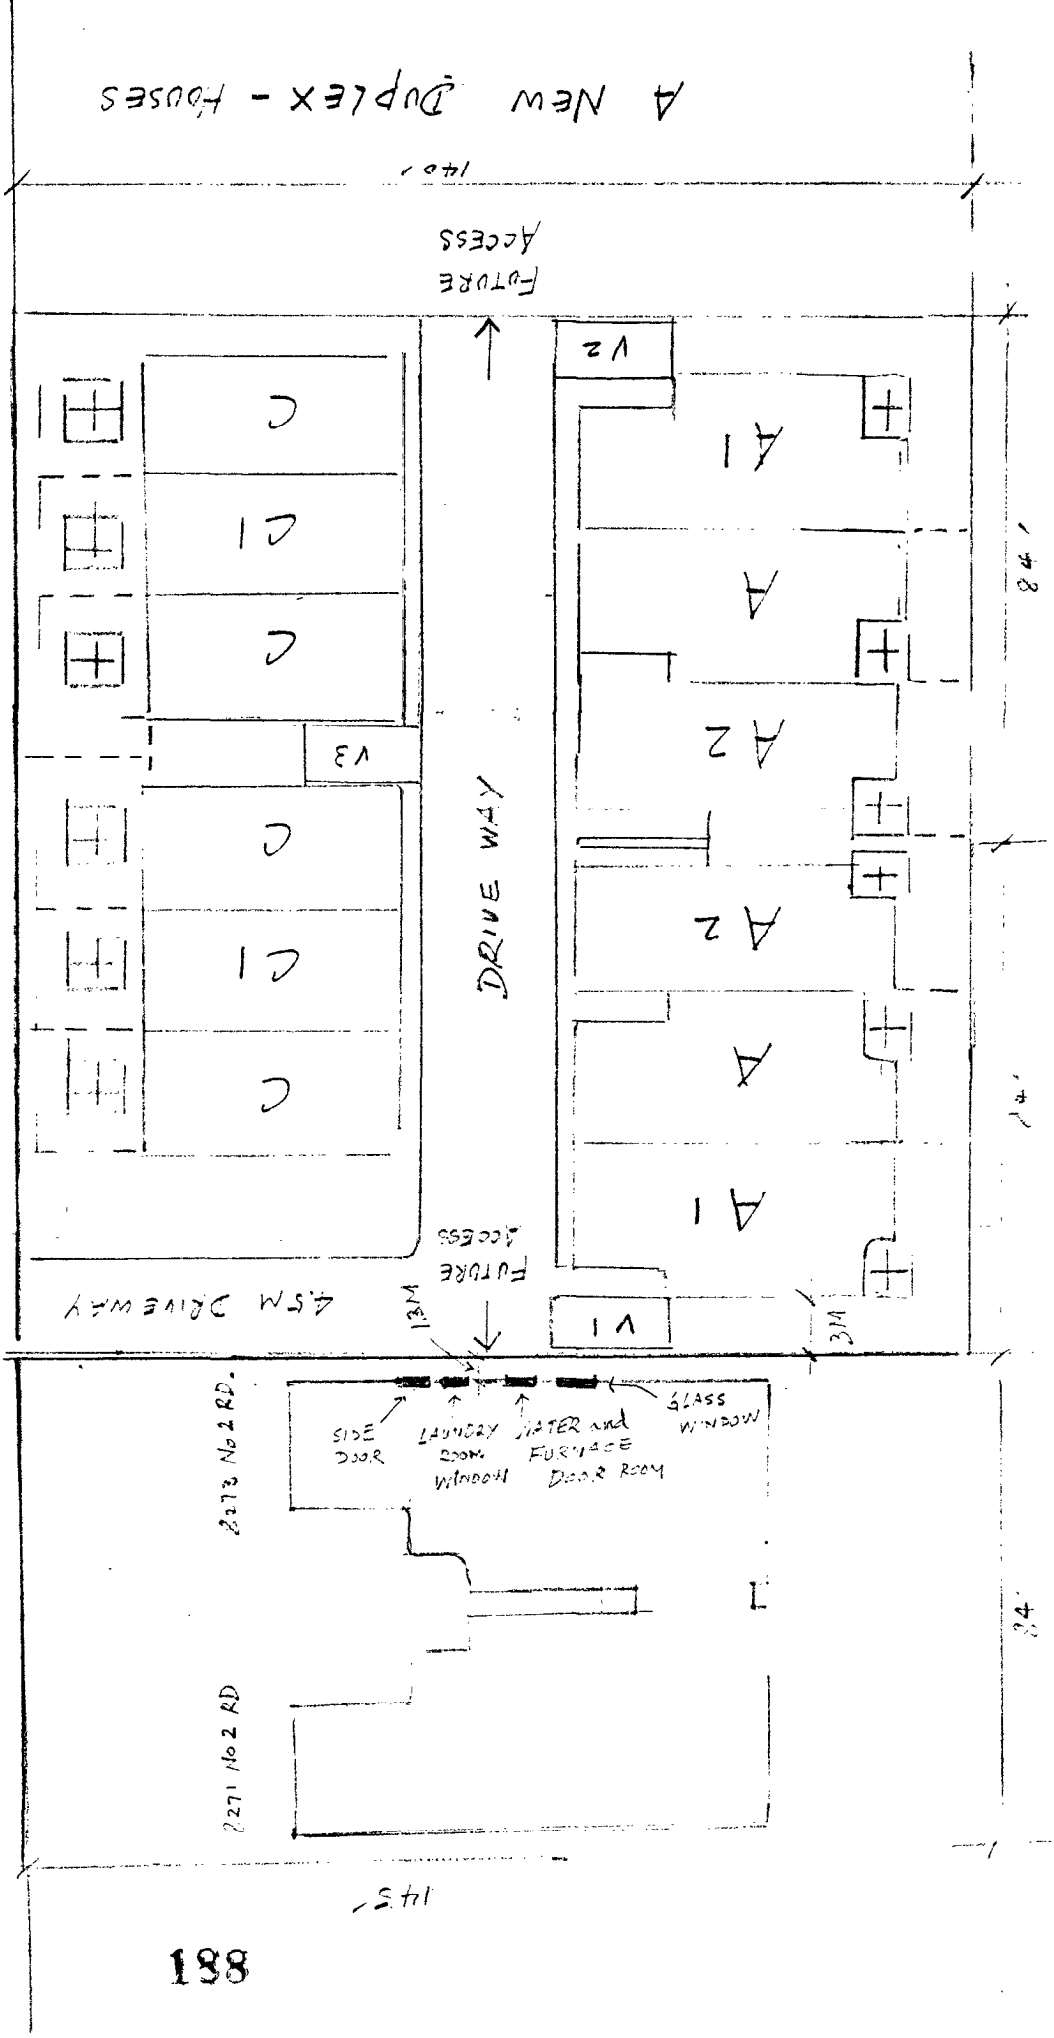 A NEW DUPLEX - HOUSES
140'
FUTURE
ACCESS
V2
C
A1
C1
A
84'
C
A2
V3
DRIVE WAY
C
A2
C1
A
C
A1
FUTURE
ACCESS
4.5M DRIVEWAY
13M
V1
3M
8273 No 2 RD.
SIDE
DOOR
LAUNDRY
ROOM
WINDOW
WATER and
FURNACE
DOOR ROOM
GLASS
WINDOW
84'
8271 No 2 RD
145'
188